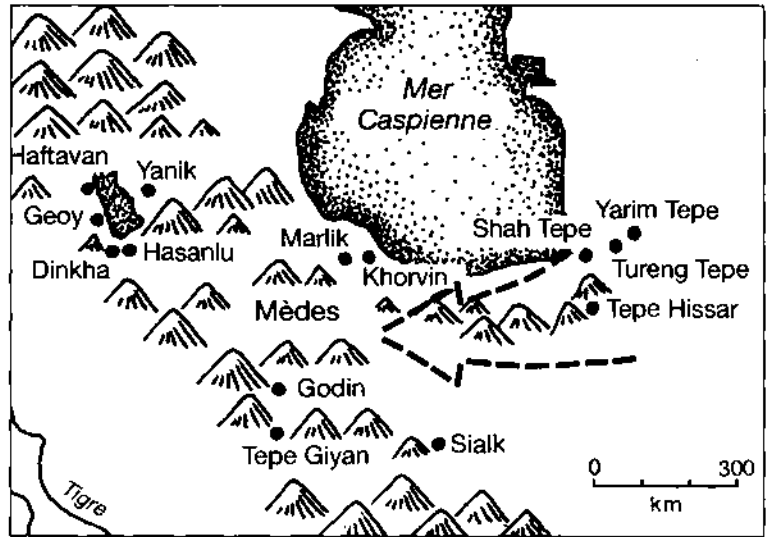 Mer
Caspienne
Haftavan
Yanik
Geoy
Hasanlu
Dinkha
Marlik
Khorvin
Shah Tepe
Yarim Tepe
Tureng Tepe
Tepe Hissar
Mèdes
Godin
Tepe Giyan
Sialk
Tigre
0 300
km